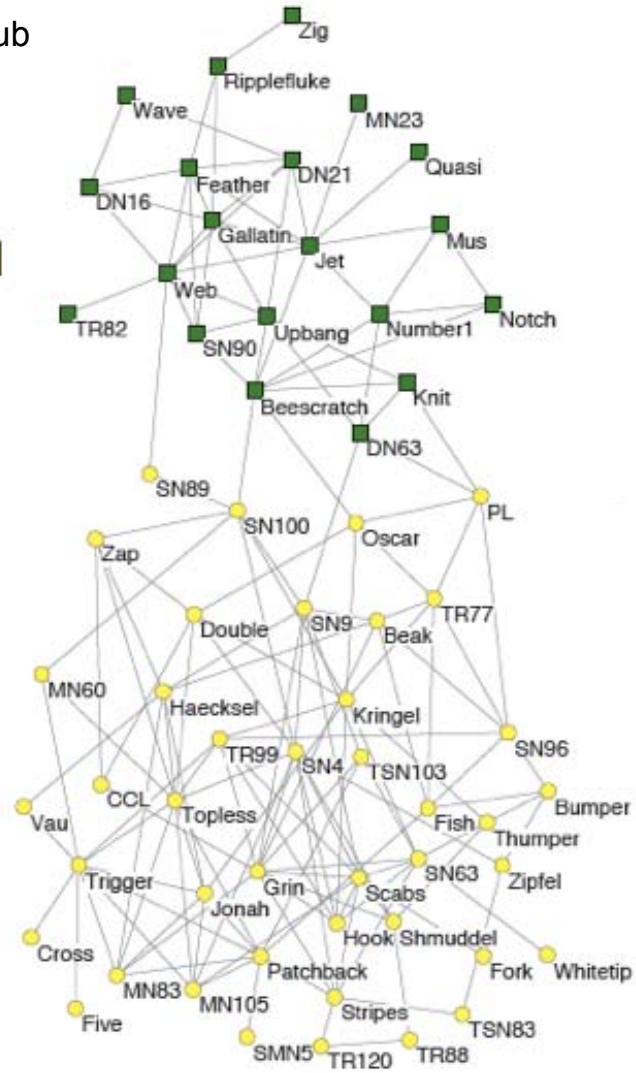 ub
Zig
Ripplefluke
Wave
MN23
Quasi
DN21
Feather
DN16
Gallatin
Mus
Jet
Web
Notch
TR82
Upbang
Number1
SN90
Knit
Beescratch
DN63
SN89
PL
SN100
Oscar
Zap
TR77
SN9
Double
Beak
MN60
Haecksel
Kringel
SN96
TR99
SN4
TSN103
CCL
Bumper
Topless
Vau
Fish
Thumper
SN63
Trigger
Grin
Scabs
Zipfel
Jonah
Hook
Shmuddel
Cross
Patchback
Fork
Whitetip
MN83
MN105
Stripes
Five
TSN83
SMN5
TR120
TR88